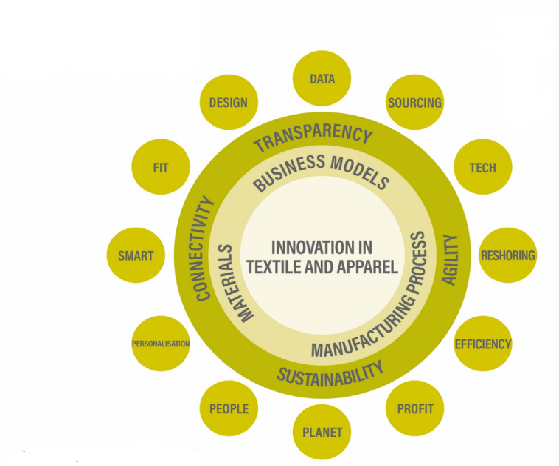 DATA
DESIGN
SOURCING
TRANSPARENCY
BUSINESS MODELS
FIT
TECH
CONNECTIVITY
AGILITY
SMART
INNOVATION IN
TEXTILE AND APPAREL
RESHORING
MATERIALS
MANUFACTURING PROCESS
PERSONALISATION
EFFICIENCY
SUSTAINABILITY
PEOPLE
PROFIT
PLANET